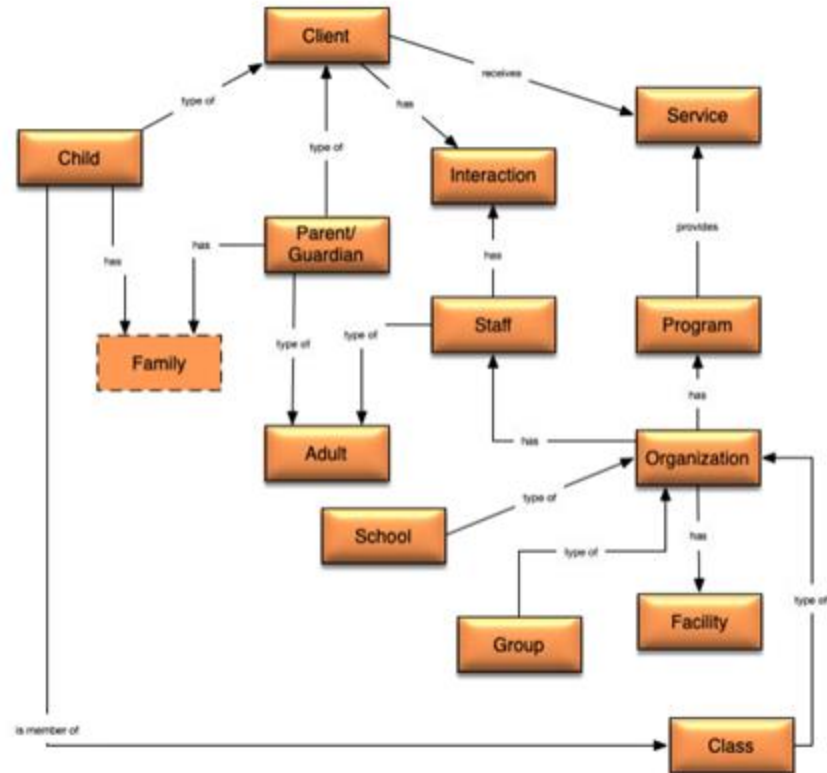 Client
receives
type of
has
Service
Child
type of
Interaction
provides
Parent/
Guardian
has
has
has
Staff
Program
Family
type of
type of
has
has
Adult
Organization
School
type of
has
type of
type of
Group
Facility
is member of
Class